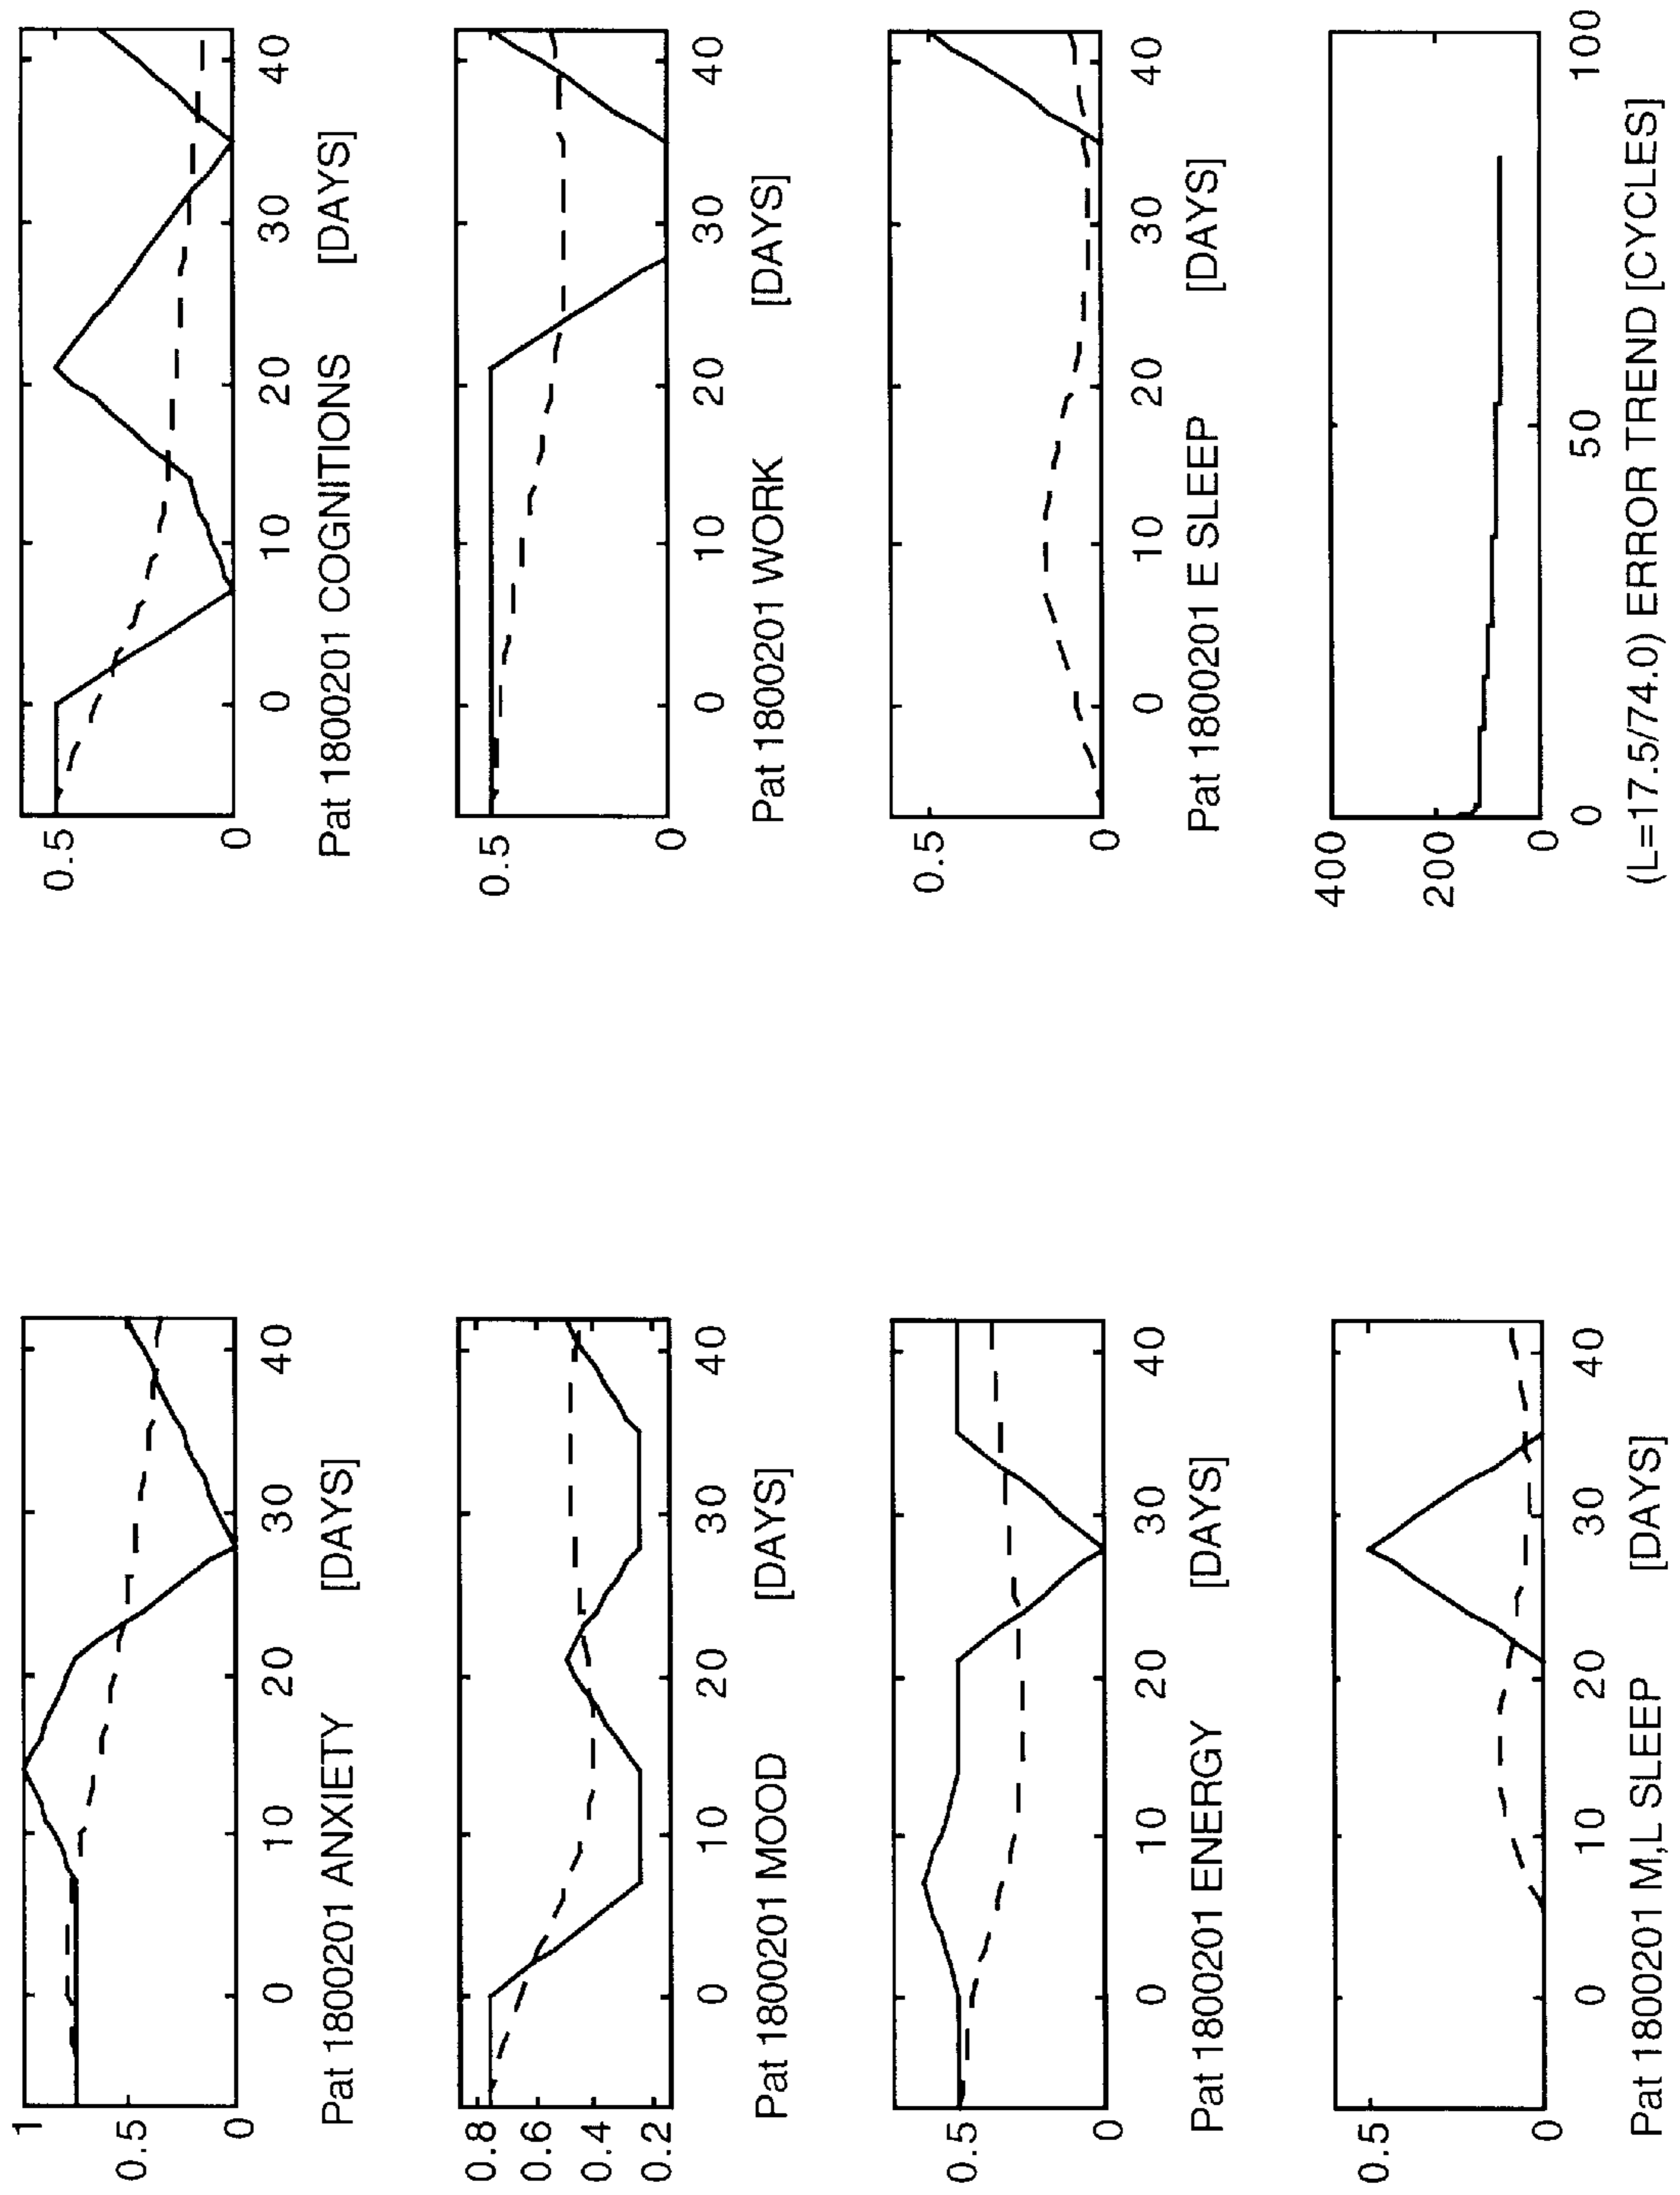 1
0.5
0
0 10 20 30 40
Pat 1800201 ANXIETY [DAYS]
0.5
0
0 10 20 30 40
Pat 1800201 COGNITIONS [DAYS]
0.8
0.6
0.4
0.2
0 10 20 30 40
Pat 1800201 MOOD [DAYS]
0.5
0
0 10 20 30 40
Pat 1800201 WORK [DAYS]
0.5
0
0 10 20 30 40
Pat 1800201 ENERGY [DAYS]
0.5
0
0 10 20 30 40
Pat 1800201 E SLEEP [DAYS]
0.5
0
0 10 20 30 40
Pat 1800201 M,L SLEEP [DAYS]
400
200
0
0 50 100
(L=17.5/74.0) ERROR TREND [CYCLES]